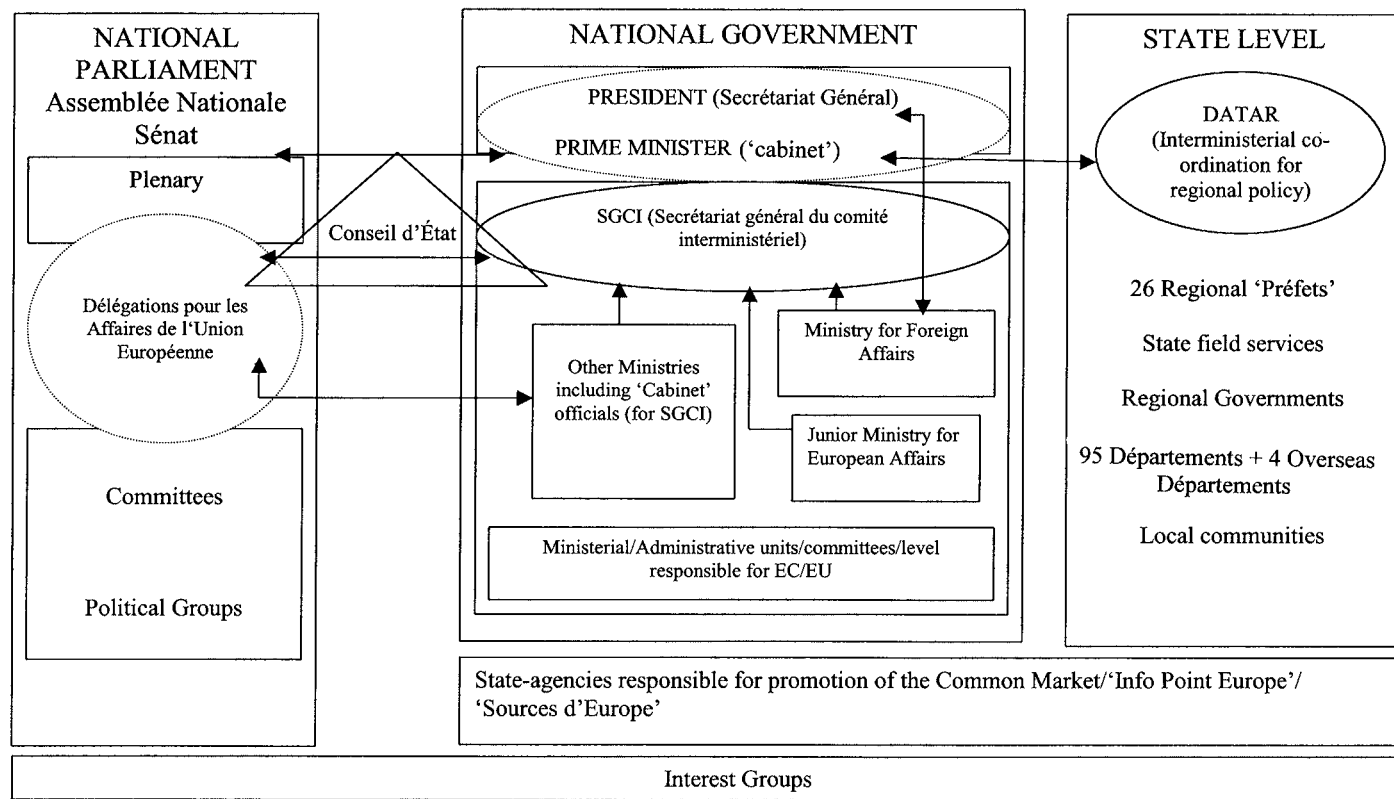 NATIONAL
PARLIAMENT
Assemblée Nationale
Sénat
Plenary
Délégations pour les
Affaires de l‘Union
Européenne
Committees
Political Groups
Conseil d’État
NATIONAL GOVERNMENT
PRESIDENT (Secrétariat Général)
PRIME MINISTER (‘cabinet’)
SGCI (Secrétariat général du comité
interministériel)
Other Ministries
including ‘Cabinet’
officials (for SGCI)
Ministry for Foreign
Affairs
Junior Ministry for
European Affairs
Ministerial/Administrative units/committees/level
responsible for EC/EU
STATE LEVEL
DATAR
(Interministerial co-
ordination for
regional policy)
26 Regional ‘Préfets’
State field services
Regional Governments
95 Départements + 4 Overseas
Départements
Local communities
State-agencies responsible for promotion of the Common Market/‘Info Point Europe’/
‘Sources d’Europe’
Interest Groups